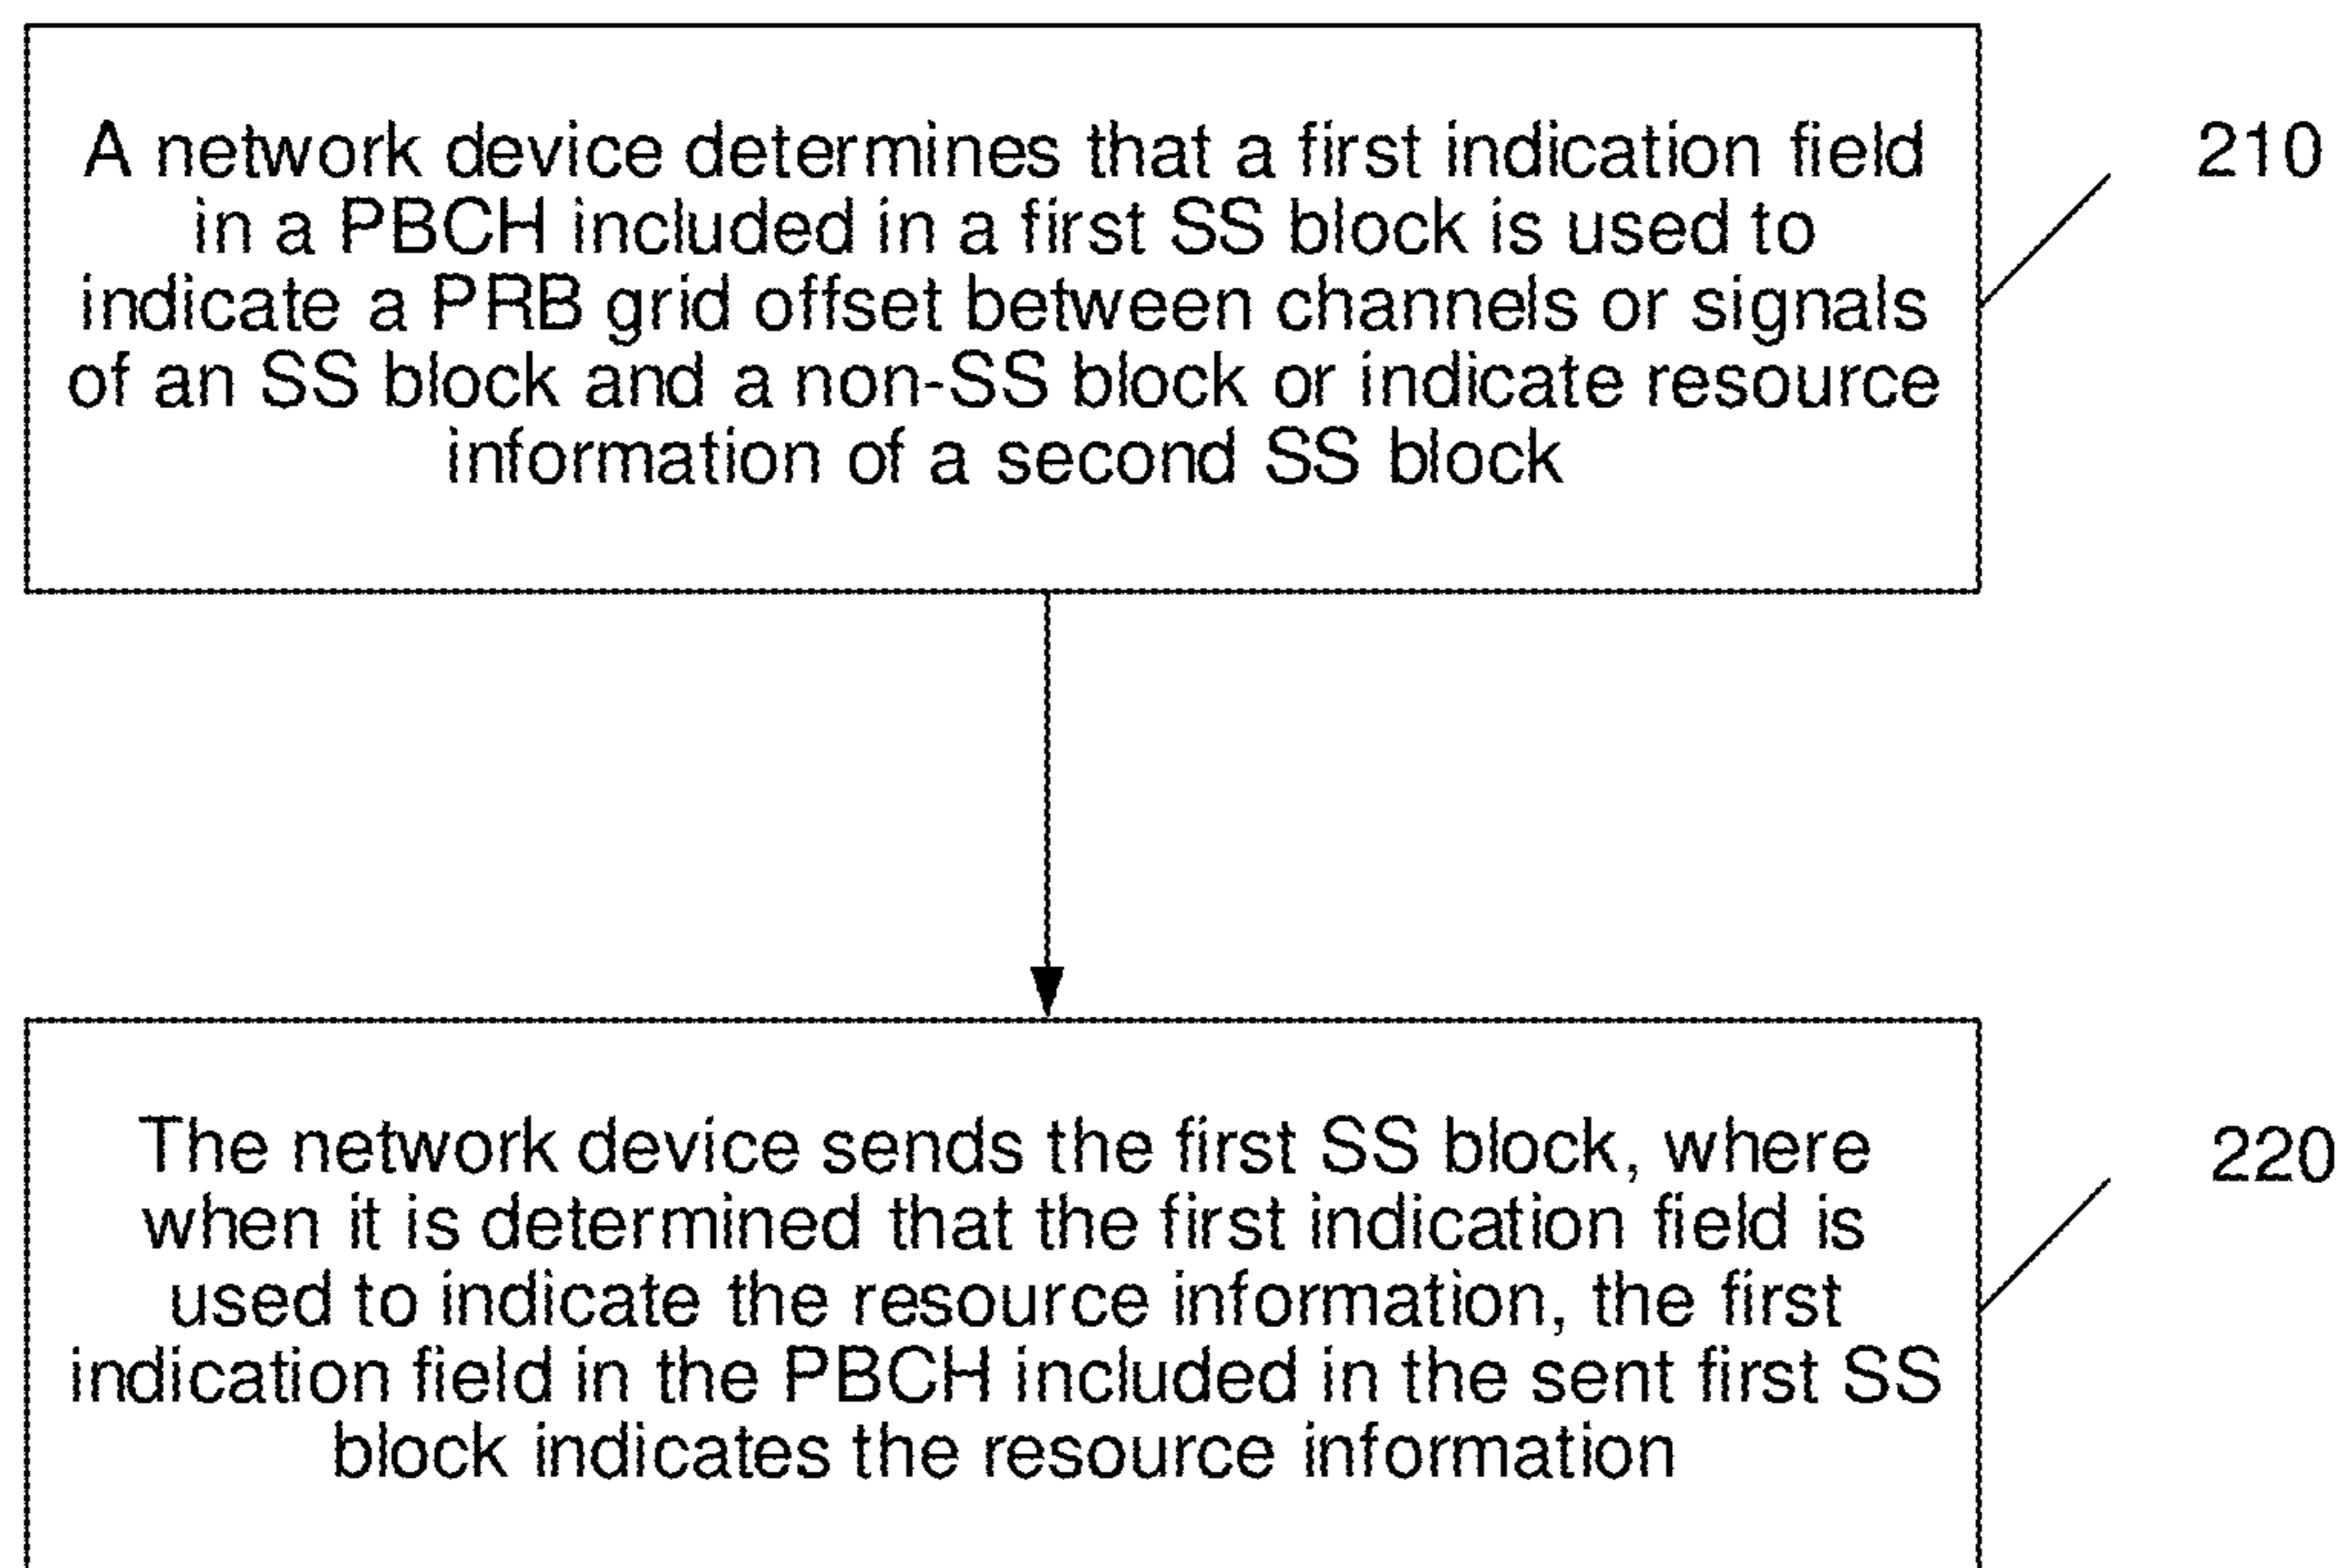 A network device determines that a first indication field
in a PBCH included in a first SS block is used to
indicate a PRB grid offset between channels or signals
of an SS block and a non-SS block or indicate resource
information of a second SS block
210
The network device sends the first SS block, where
when it is determined that the first indication field is
used to indicate the resource information, the first
indication field in the PBCH included in the sent first SS
block indicates the resource information
220